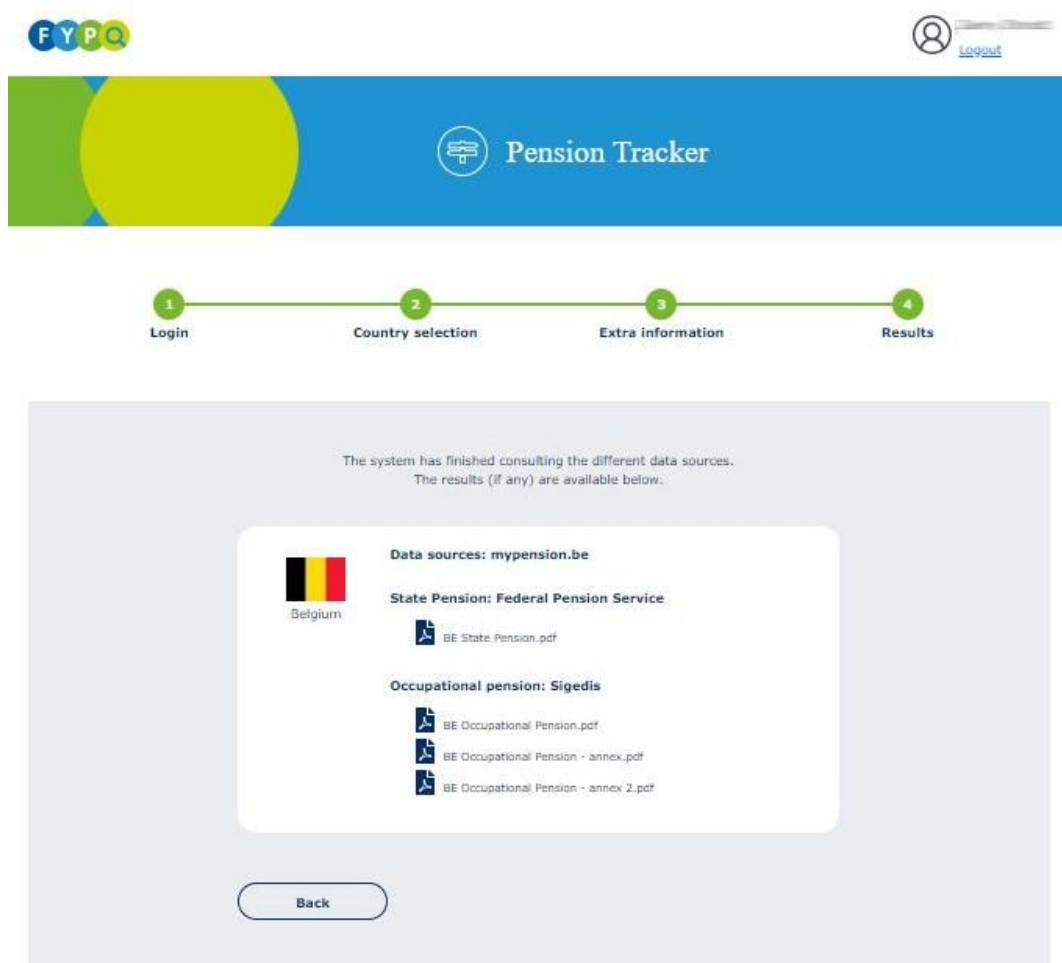 FYPQ
Logout
Pension Tracker
1
2
3
4
Login
Country selection
Extra information
Results
The system has finished consulting the different data sources.
The results (if any) are available below.
Data sources: mypension.be
Belgium
State Pension: Federal Pension Service
BE State Pension.pdf
Occupational pension: Sigedis
BE Occupational Pension.pdf
BE Occupational Pension - annex.pdf
BE Occupational Pension - annex 2.pdf
Back